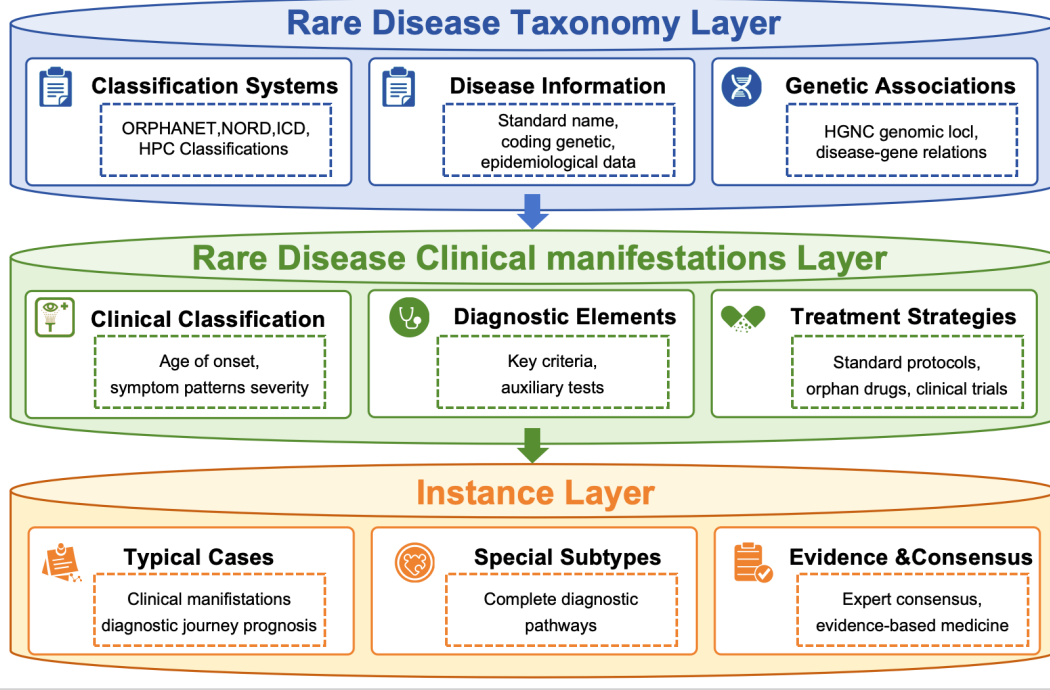 Rare Disease Taxonomy Layer
Classification Systems
ORPHANET,NORD,ICD,
HPC Classifications
Disease Information
Standard name,
coding genetic,
epidemiological data
Genetic Associations
HGNC genomic locl,
disease-gene relations
Rare Disease Clinical manifestations Layer
Clinical Classification
Age of onset,
symptom patterns severity
Diagnostic Elements
Key criteria,
auxiliary tests
Treatment Strategies
Standard protocols,
orphan drugs, clinical trials
Instance Layer
Typical Cases
Clinical manifistations
diagnostic journey prognosis
Special Subtypes
Complete diagnostic
pathways
Evidence &Consensus
Expert consensus,
evidence-based medicine